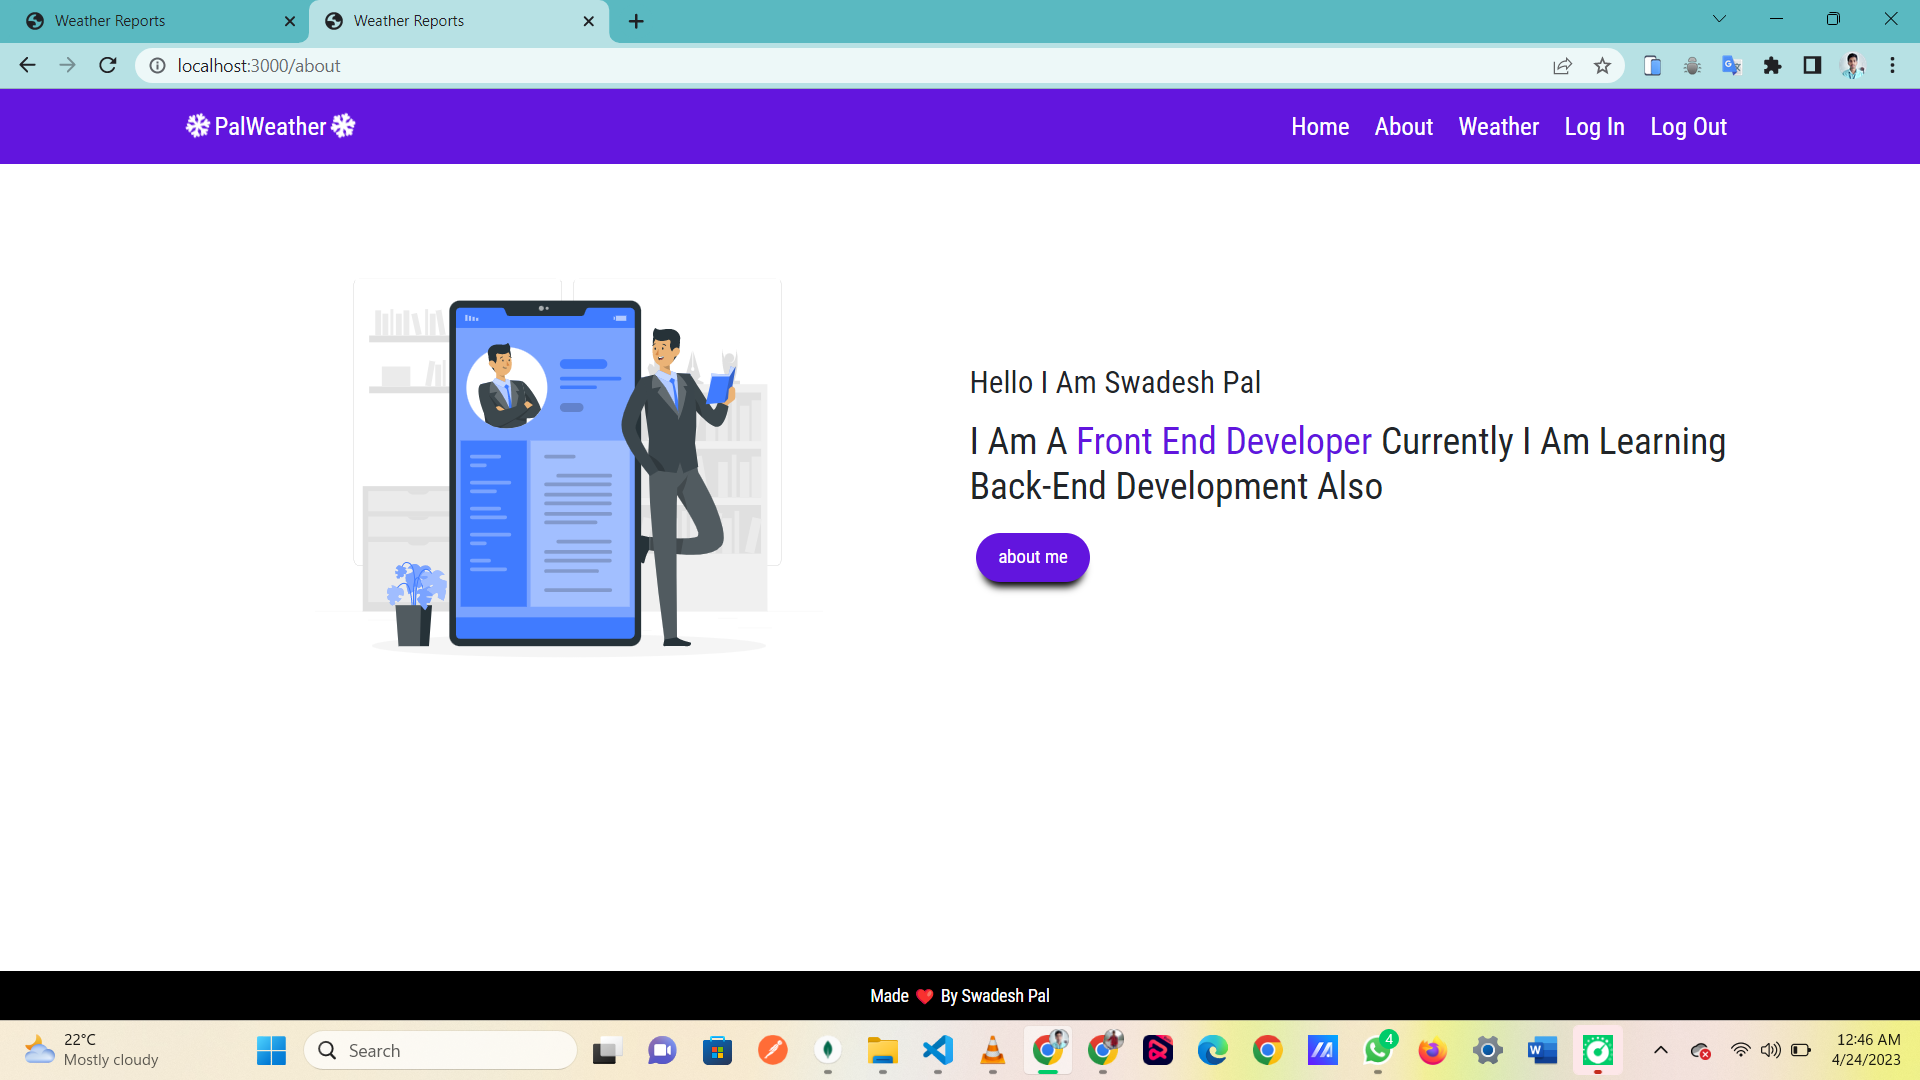 Weather Reports
Weather Reports
localhost:3000/about
PalWeather
Home About Weather Log In Log Out
Hello I Am Swadesh Pal
I Am A Front End Developer Currently I Am Learning
Back-End Development Also
about me
Made ❤️ By Swadesh Pal
22°C
Mostly cloudy
Search
4
12:46 AM
4/24/2023